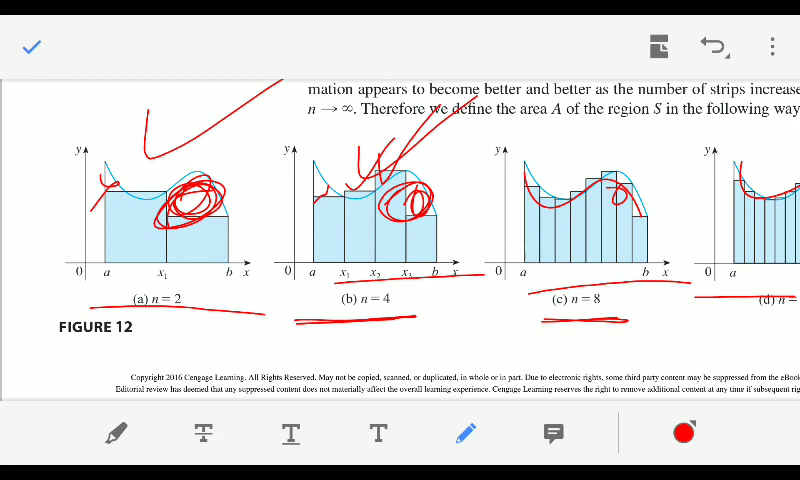 mation appears to become better and better as the number of strips increase
n → ∞. Therefore we define the area A of the region S in the following way
y y y y
0 a x₁ b x 0 a x₁ x₂ x₃ b x 0 a b x 0 a
(a) n = 2 (b) n = 4 (c) n = 8 (d) n =
FIGURE 12
Copyright 2016 Cengage Learning. All Rights Reserved. May not be copied, scanned, or duplicated, in whole or in part. Due to electronic rights, some third party content may be suppressed from the eBoo
Editorial review has deemed that any suppressed content does not materially affect the overall learning experience. Cengage Learning reserves the right to remove additional content at any time if subsequent rig
T T T